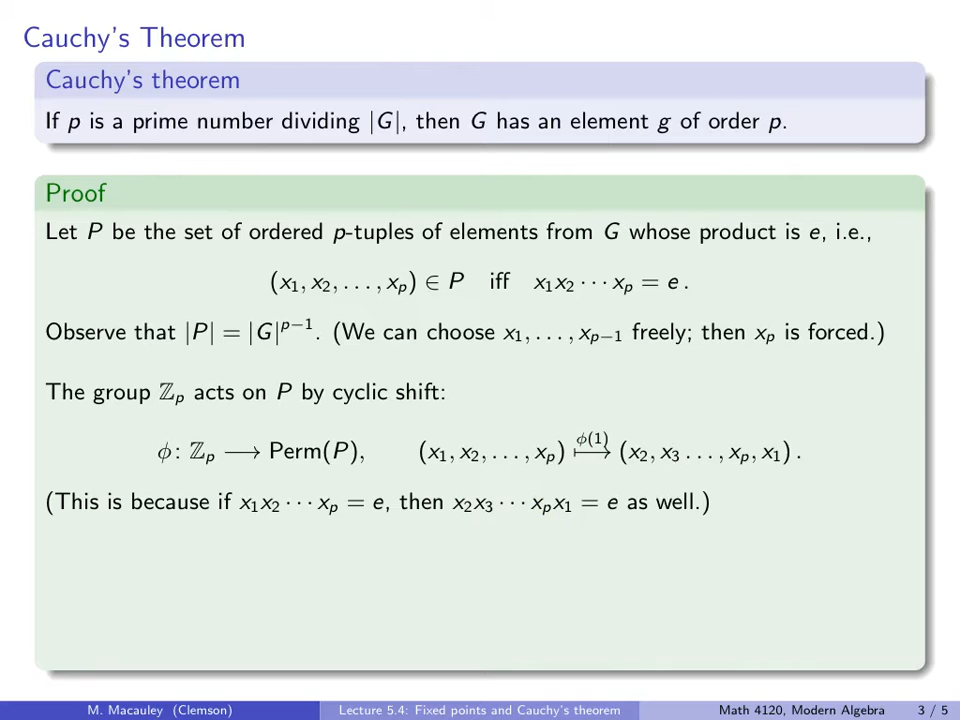 Cauchy's Theorem
Cauchy's theorem
If p is a prime number dividing |G|, then G has an element g of order p.
Proof
Let P be the set of ordered p-tuples of elements from G whose product is e, i.e.,
(x₁, x₂, . . . , xₚ) ∈ P iff x₁x₂ ⋯ xₚ = e .
Observe that |P| = |G|ᵖ⁻¹. (We can choose x₁, . . . , xₚ₋₁ freely; then xₚ is forced.)
The group ℤₚ acts on P by cyclic shift:
ϕ: ℤₚ ⟶ Perm(P), (x₁, x₂, . . . , xₚ) ⟼^{ϕ(1)} (x₂, x₃ . . . , xₚ, x₁) .
(This is because if x₁x₂ ⋯ xₚ = e, then x₂x₃ ⋯ xₚx₁ = e as well.)
M. Macauley (Clemson) Lecture 5.4: Fixed points and Cauchy's theorem Math 4120, Modern Algebra 3 / 5